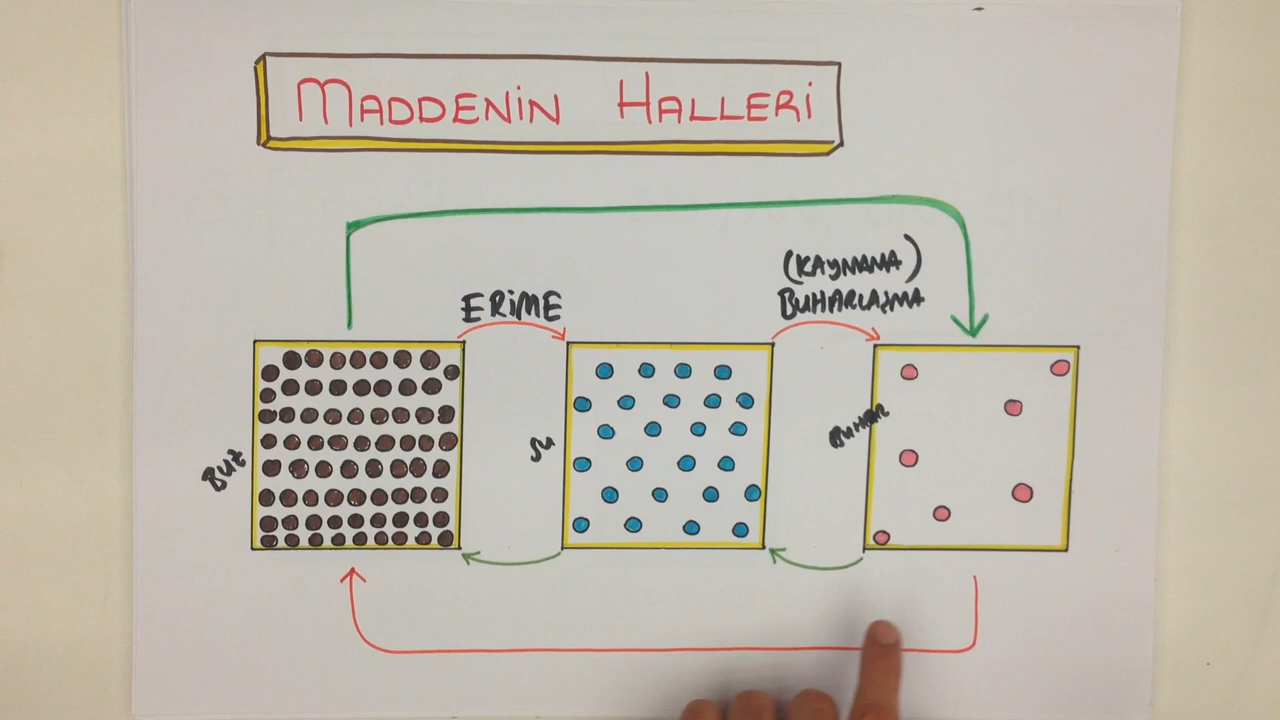 MADDENİN HALLERİ
(KAYNAMA)
ERİME
BUHARLAŞMA
BUZ
SU
BUHAR